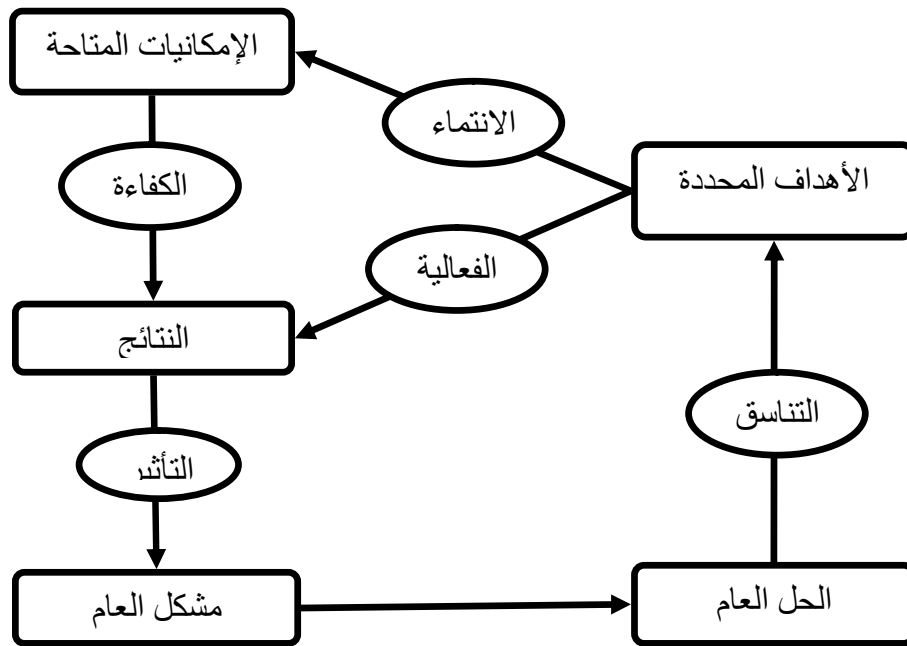 الإمكانيات المتاحة
الانتماء
الأهداف المحددة
الكفاءة
الفعالية
النتائج
التناسق
التأثير
مشكل العام
الحل العام